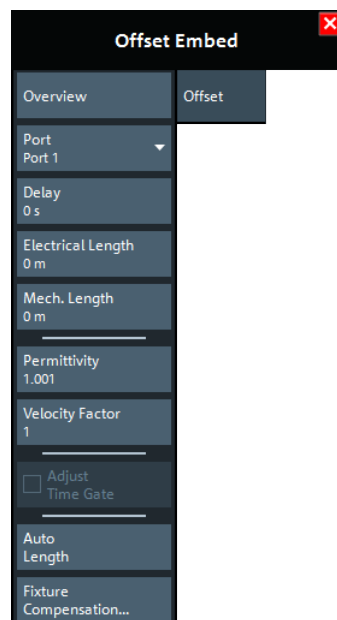 Offset Embed
Overview
Offset
Port
Port 1
Delay
0 s
Electrical Length
0 m
Mech. Length
0 m
Permittivity
1.001
Velocity Factor
1
Adjust
Time Gate
Auto
Length
Fixture
Compensation...